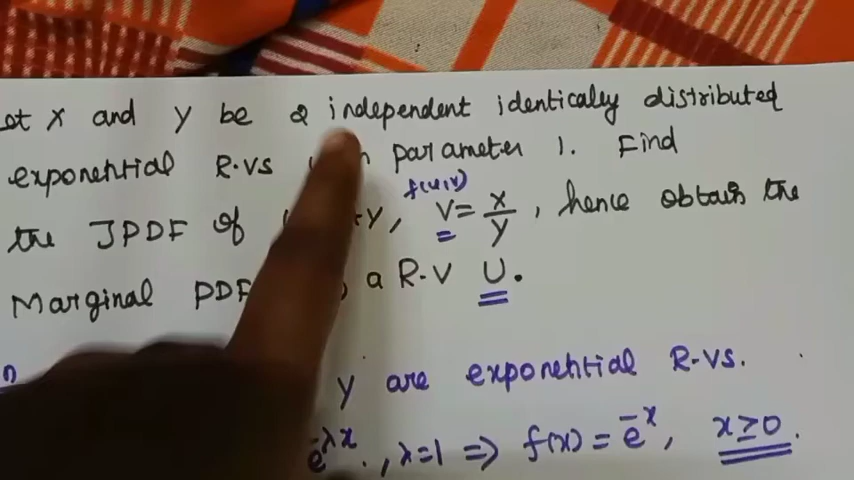 et X and Y be 2 independent identically distributed
exponential R.VS parameter 1. Find
f(u,v)
the JPDF of +Y, V = X/Y, hence obtain the
Marginal PDF a R.V U.
Y are exponential R.VS.
e^-λx, λ=1 ⇒ f(x) = e^-x, x≥0.